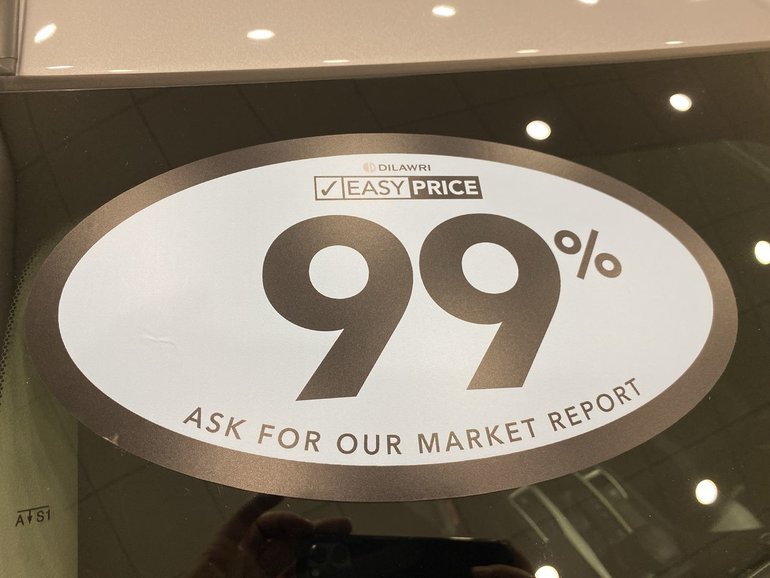 DILAWRI
✓ EASY PRICE
99%
ASK FOR OUR MARKET REPORT
A↓S1